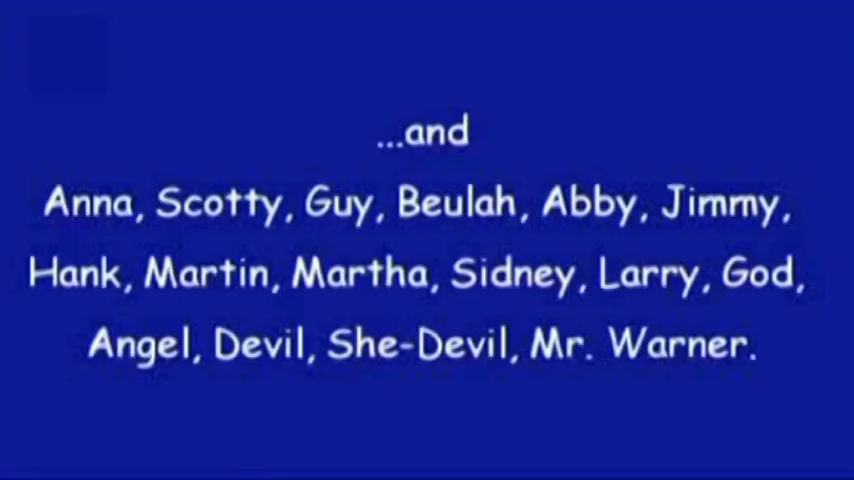 ...and
Anna, Scotty, Guy, Beulah, Abby, Jimmy,
Hank, Martin, Martha, Sidney, Larry, God,
Angel, Devil, She-Devil, Mr. Warner.